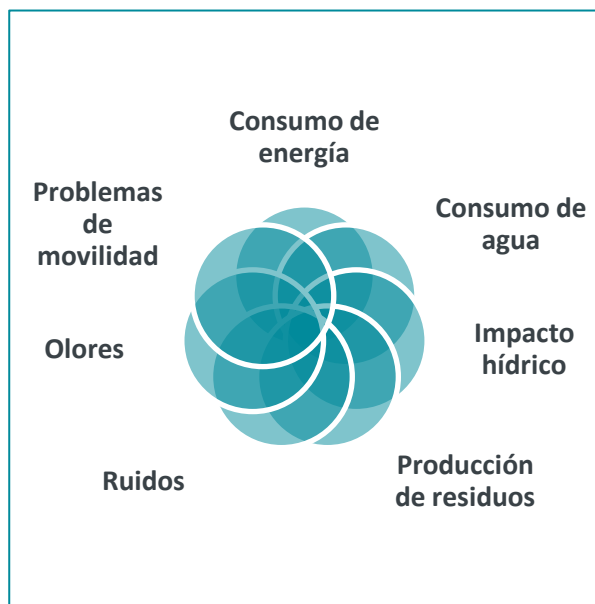 Consumo de
energía
Consumo de
agua
Impacto
hídrico
Producción
de residuos
Ruidos
Olores
Problemas
de
movilidad